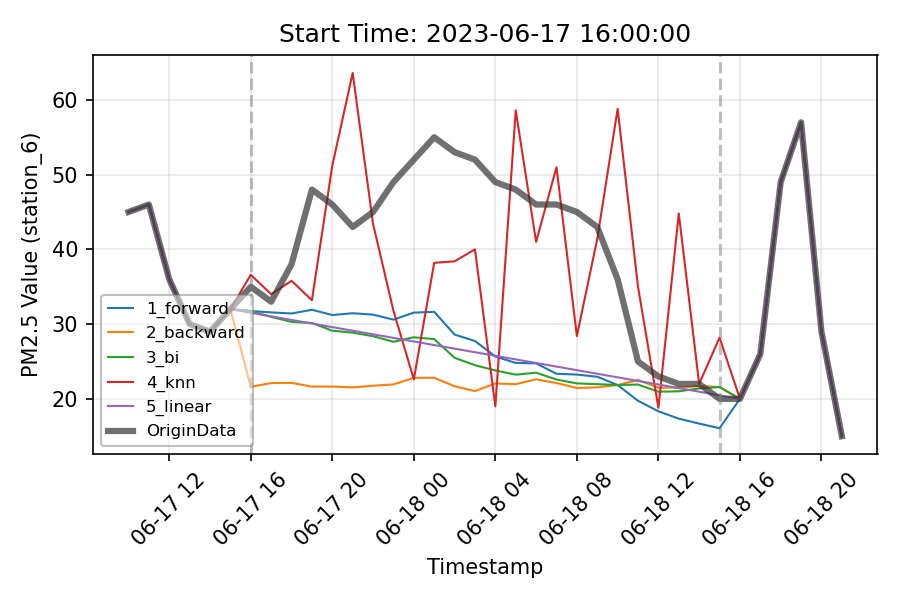 Start Time: 2023-06-17 16:00:00
PM2.5 Value (station_6)
60
50
40
30
20
1_forward
2_backward
3_bi
4_knn
5_linear
OriginData
06-17 12
06-17 16
06-17 20
06-18 00
06-18 04
06-18 08
06-18 12
06-18 16
06-18 20
Timestamp